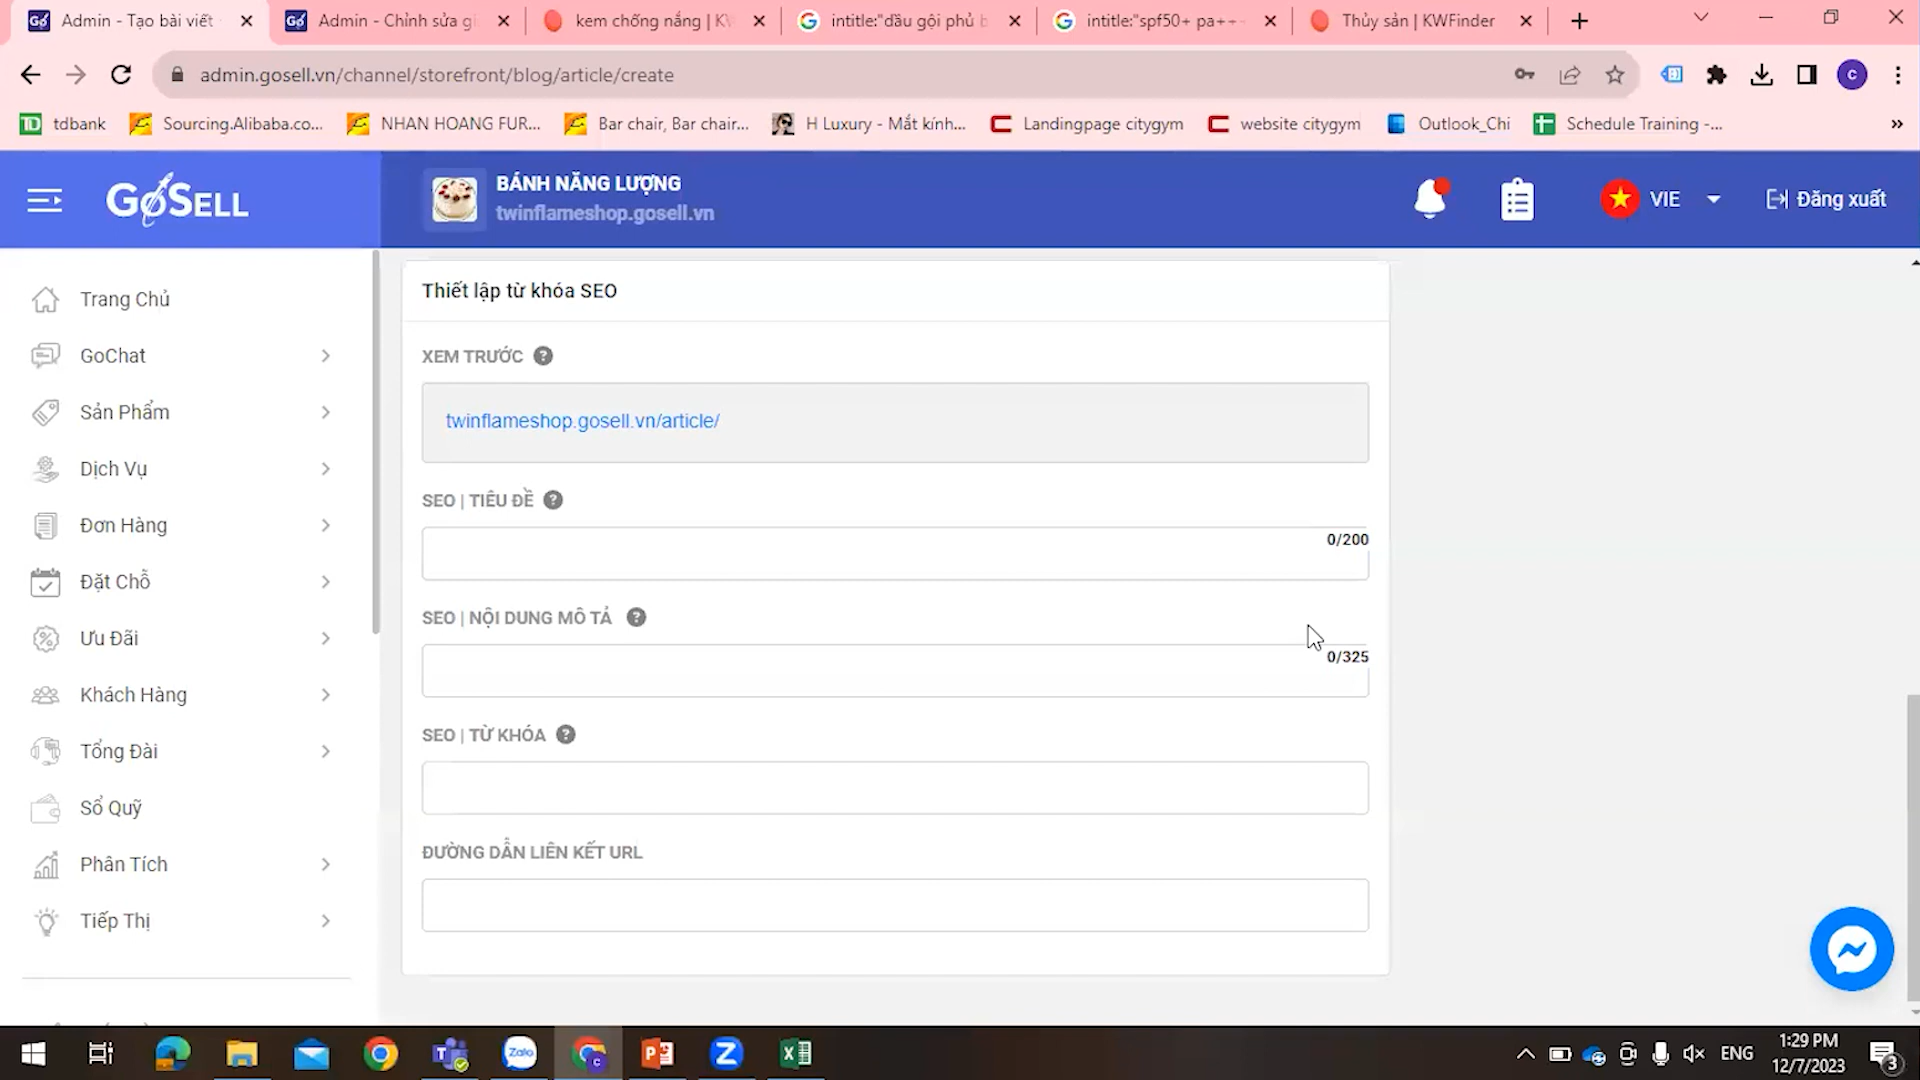 Admin - Tạo bài viết
Admin - Chỉnh sửa gi
kem chống nắng | KW
intitle:"dầu gội phủ b
intitle:"spf50+ pa++
Thủy sản | KWFinder
admin.gosell.vn/channel/storefront/blog/article/create
C
TD
tdbank
Sourcing.Alibaba.co...
NHAN HOANG FUR...
Bar chair, Bar chair...
H Luxury - Mắt kính...
Landingpage citygym
website citygym
Outlook_Chi
Schedule Training -...
GOSELL
BÁNH NĂNG LƯỢNG
twinflameshop.gosell.vn
VIE
Đăng xuất
Trang Chủ
GoChat
Sản Phẩm
Dịch Vụ
Đơn Hàng
Đặt Chỗ
Ưu Đãi
Khách Hàng
Tổng Đài
Sổ Quỹ
Phân Tích
Tiếp Thị
Thiết lập từ khóa SEO
XEM TRƯỚC
twinflameshop.gosell.vn/article/
SEO | TIÊU ĐỀ
0/200
SEO | NỘI DUNG MÔ TẢ
0/325
SEO | TỪ KHÓA
ĐƯỜNG DẪN LIÊN KẾT URL
Zalo
ENG
1:29 PM
12/7/2023
3